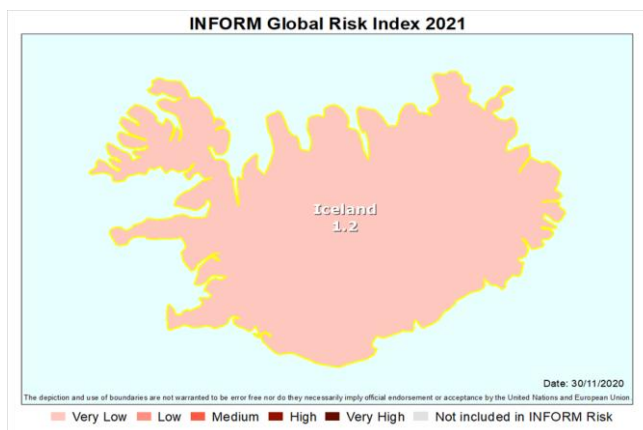 INFORM Global Risk Index 2021
Iceland
1.2
Date: 30/11/2020
The depiction and use of boundaries are not warranted to be error free nor do they necessarily imply official endorsement or acceptance by the United Nations and European Union.
Very Low Low Medium High Very High Not included in INFORM Risk